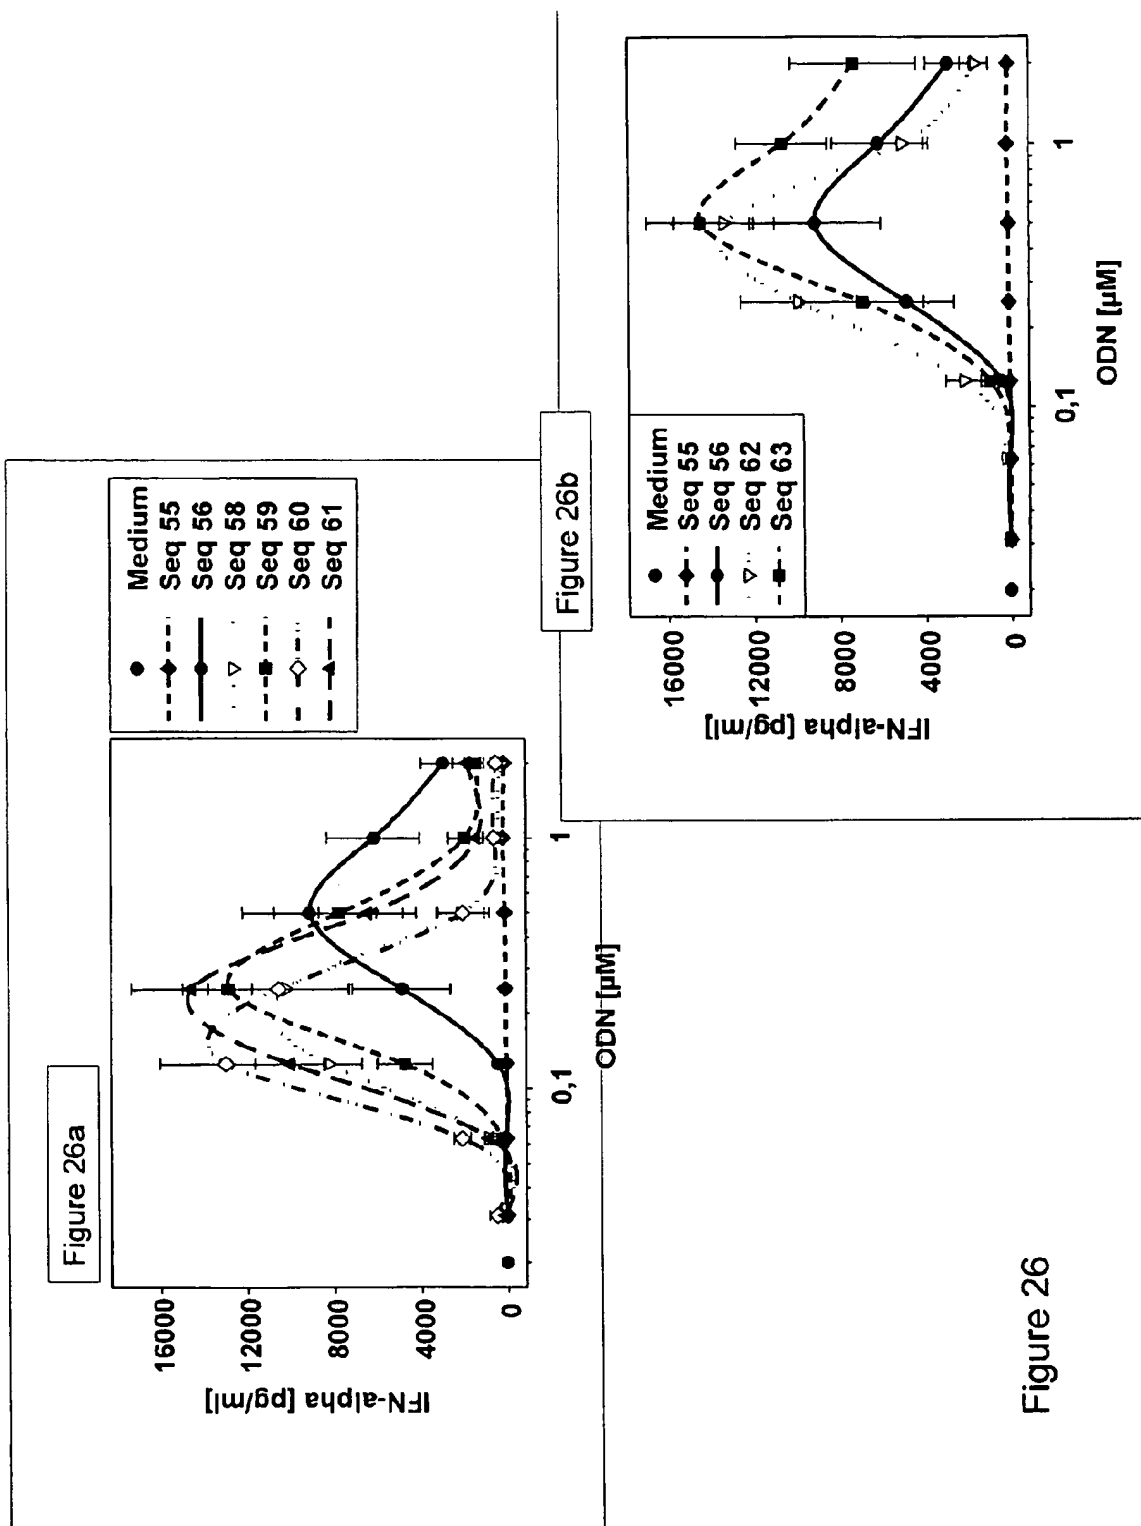 Figure 26a
IFN-alpha [pg/ml]
16000
12000
8000
4000
0
0,1
1
ODN [µM]
Medium
Seq 55
Seq 56
Seq 58
Seq 59
Seq 60
Seq 61
Figure 26b
IFN-alpha [pg/ml]
16000
12000
8000
4000
0
0,1
1
ODN [µM]
Medium
Seq 55
Seq 56
Seq 62
Seq 63
Figure 26